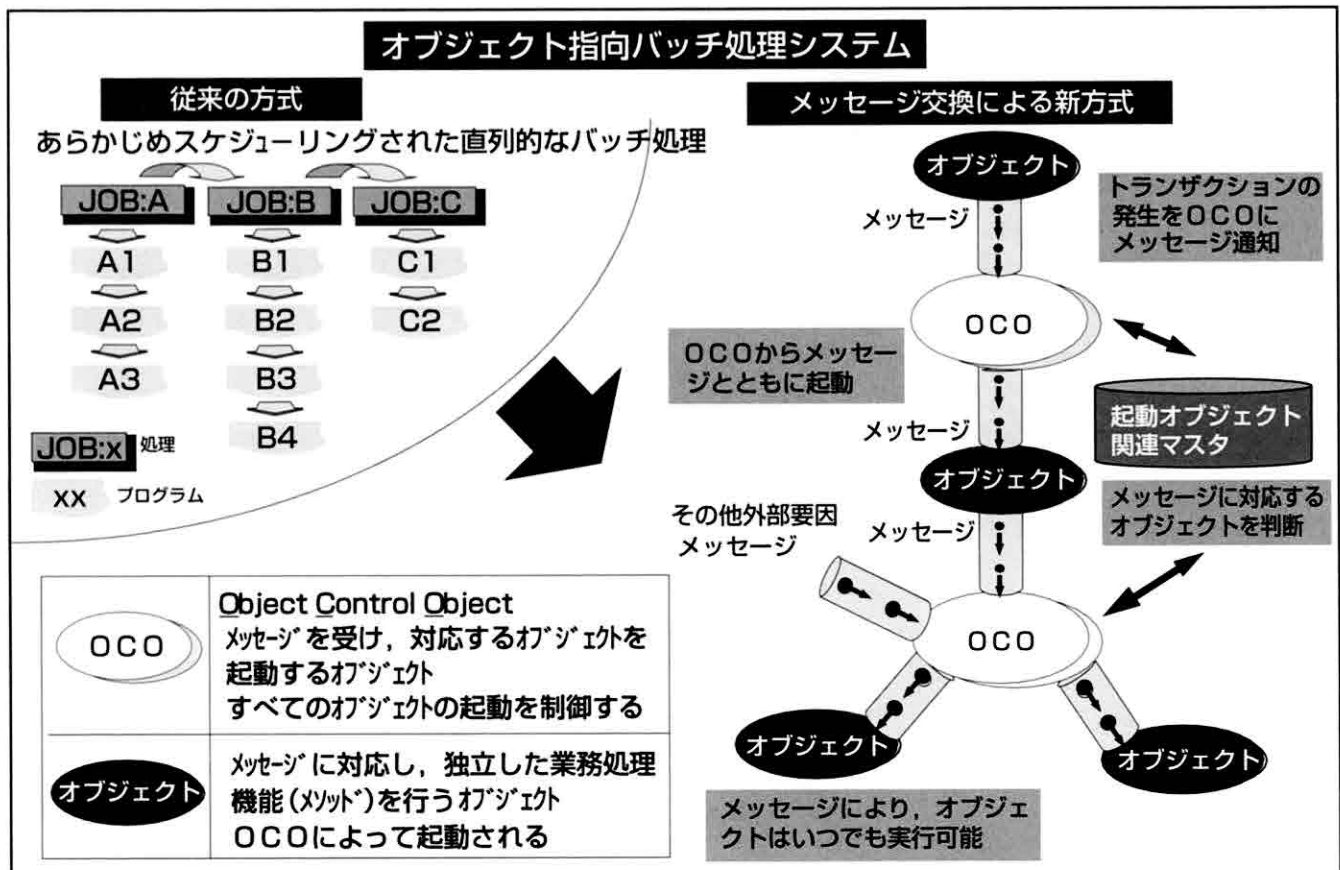 オブジェクト指向バッチ処理システム
従来の方式
あらかじめスケジューリングされた直列的なバッチ処理
JOB:A
JOB:B
JOB:C
A1
B1
C1
A2
B2
C2
A3
B3
B4
JOB:x 処理
xx プログラム
メッセージ交換による新方式
オブジェクト
メッセージ
トランザクションの
発生をOCOに
メッセージ通知
OCO
OCOからメッセー
ジとともに起動
メッセージ
起動オブジェクト
関連マスタ
オブジェクト
メッセージに対応する
オブジェクトを判断
その他外部要因
メッセージ
メッセージ
OCO
オブジェクト
オブジェクト
メッセージにより，オブジェ
クトはいつでも実行可能
OCO
Object Control Object
ﾒｯｾｰｼﾞを受け，対応するｵﾌﾞｼﾞｪｸﾄを
起動するｵﾌﾞｼﾞｪｸﾄ
すべてのｵﾌﾞｼﾞｪｸﾄの起動を制御する
オブジェクト
ﾒｯｾｰｼﾞに対応し，独立した業務処理
機能(ﾒｿｯﾄﾞ)を行うｵﾌﾞｼﾞｪｸﾄ
OCOによって起動される